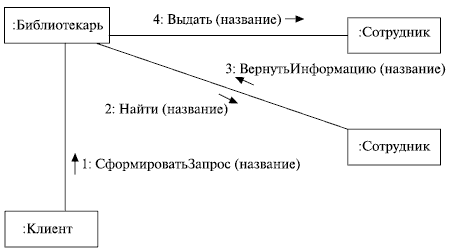 4: Выдать (название)
:Библиотекарь
:Сотрудник
3: ВернутьИнформацию (название)
2: Найти (название)
:Сотрудник
1: СформироватьЗапрос (название)
:Клиент